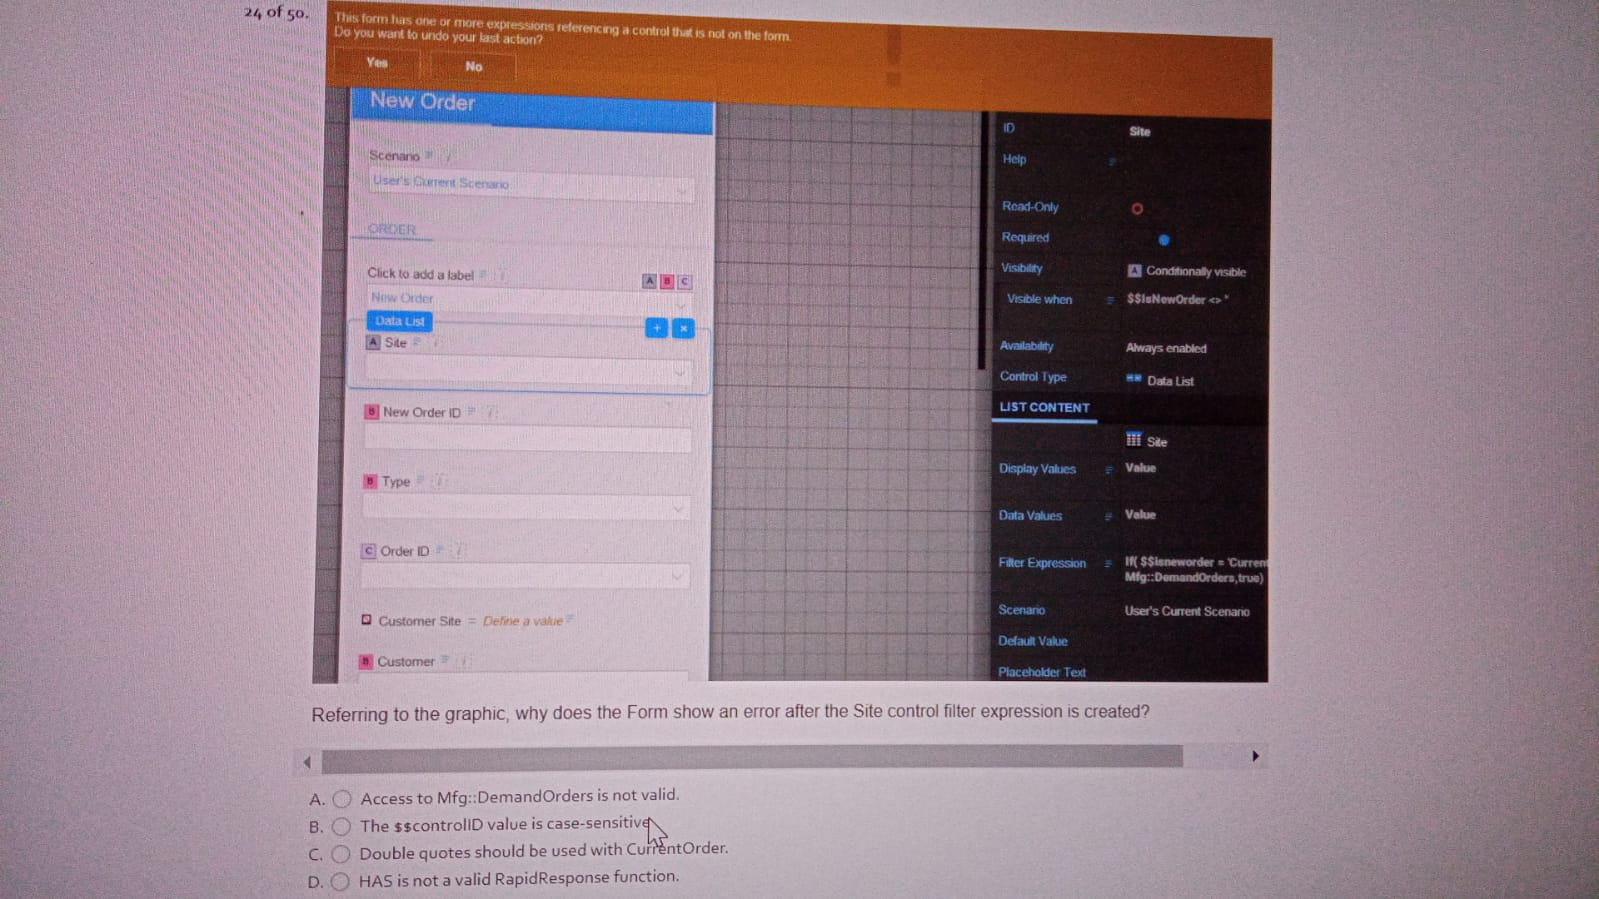 24 of 50.
This form has one or more expressions referencing a control that is not on the form.
Do you want to undo your last action?
Yes No
New Order
Scenario
User's Current Scenario
ORDER
Click to add a label
A B C
New Order
Data List
+ ×
A Site
B New Order ID
B Type
C Order ID
Customer Site = Define a value
B Customer
ID Site
Help
Read-Only
Required
Visibility A Conditionally visible
Visible when = $$IsNewOrder <> "
Availability Always enabled
Control Type Data List
LIST CONTENT
Site
Display Values = Value
Data Values = Value
Filter Expression = If( $$isneworder = 'Current
Mfg::DemandOrders,true)
Scenario User's Current Scenario
Default Value
Placeholder Text
Referring to the graphic, why does the Form show an error after the Site control filter expression is created?
A. Access to Mfg::DemandOrders is not valid.
B. The $$controlID value is case-sensitive
C. Double quotes should be used with CurrentOrder.
D. HAS is not a valid RapidResponse function.